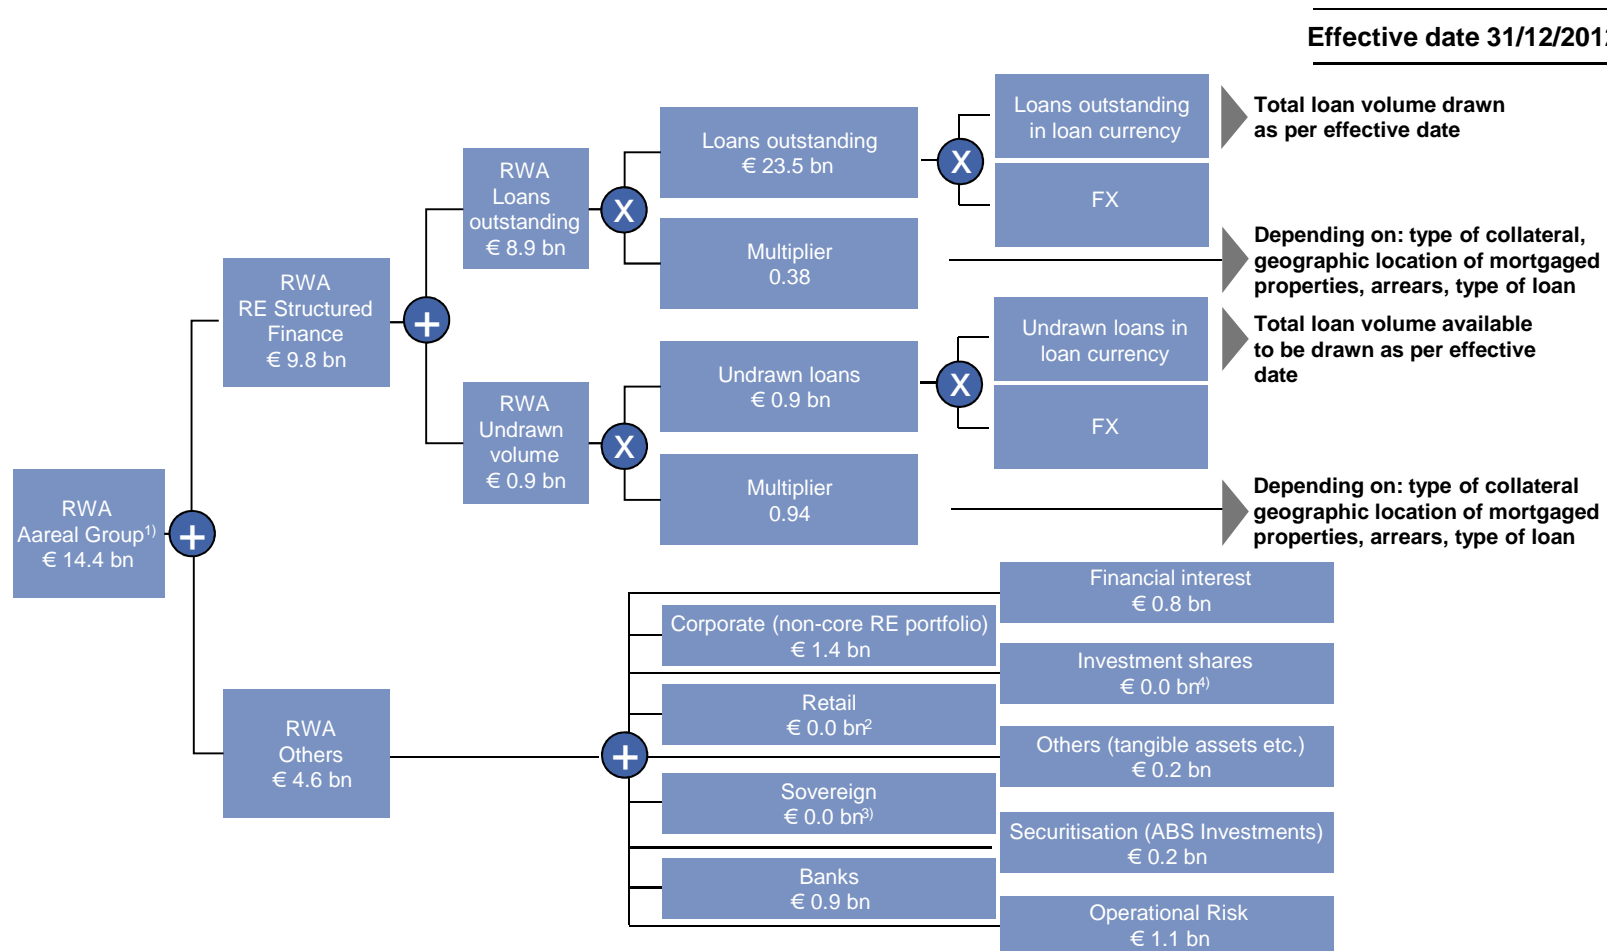 Effective date 31/12/2012
RWA
Aareal Group1)
€ 14.4 bn
+
RWA
RE Structured
Finance
€ 9.8 bn
+
RWA
Loans
outstanding
€ 8.9 bn
X
Loans outstanding
€ 23.5 bn
X
Loans outstanding
in loan currency
FX
Total loan volume drawn
as per effective date
Multiplier
0.38
Depending on: type of collateral,
geographic location of mortgaged
properties, arrears, type of loan
RWA
Undrawn
volume
€ 0.9 bn
X
Undrawn loans
€ 0.9 bn
X
Undrawn loans in
loan currency
FX
Total loan volume available
to be drawn as per effective
date
Multiplier
0.94
Depending on: type of collateral
geographic location of mortgaged
properties, arrears, type of loan
RWA
Others
€ 4.6 bn
+
Financial interest
€ 0.8 bn
Corporate (non-core RE portfolio)
€ 1.4 bn
Investment shares
€ 0.0 bn4)
Retail
€ 0.0 bn2
Others (tangible assets etc.)
€ 0.2 bn
Sovereign
€ 0.0 bn3)
Securitisation (ABS Investments)
€ 0.2 bn
Banks
€ 0.9 bn
Operational Risk
€ 1.1 bn